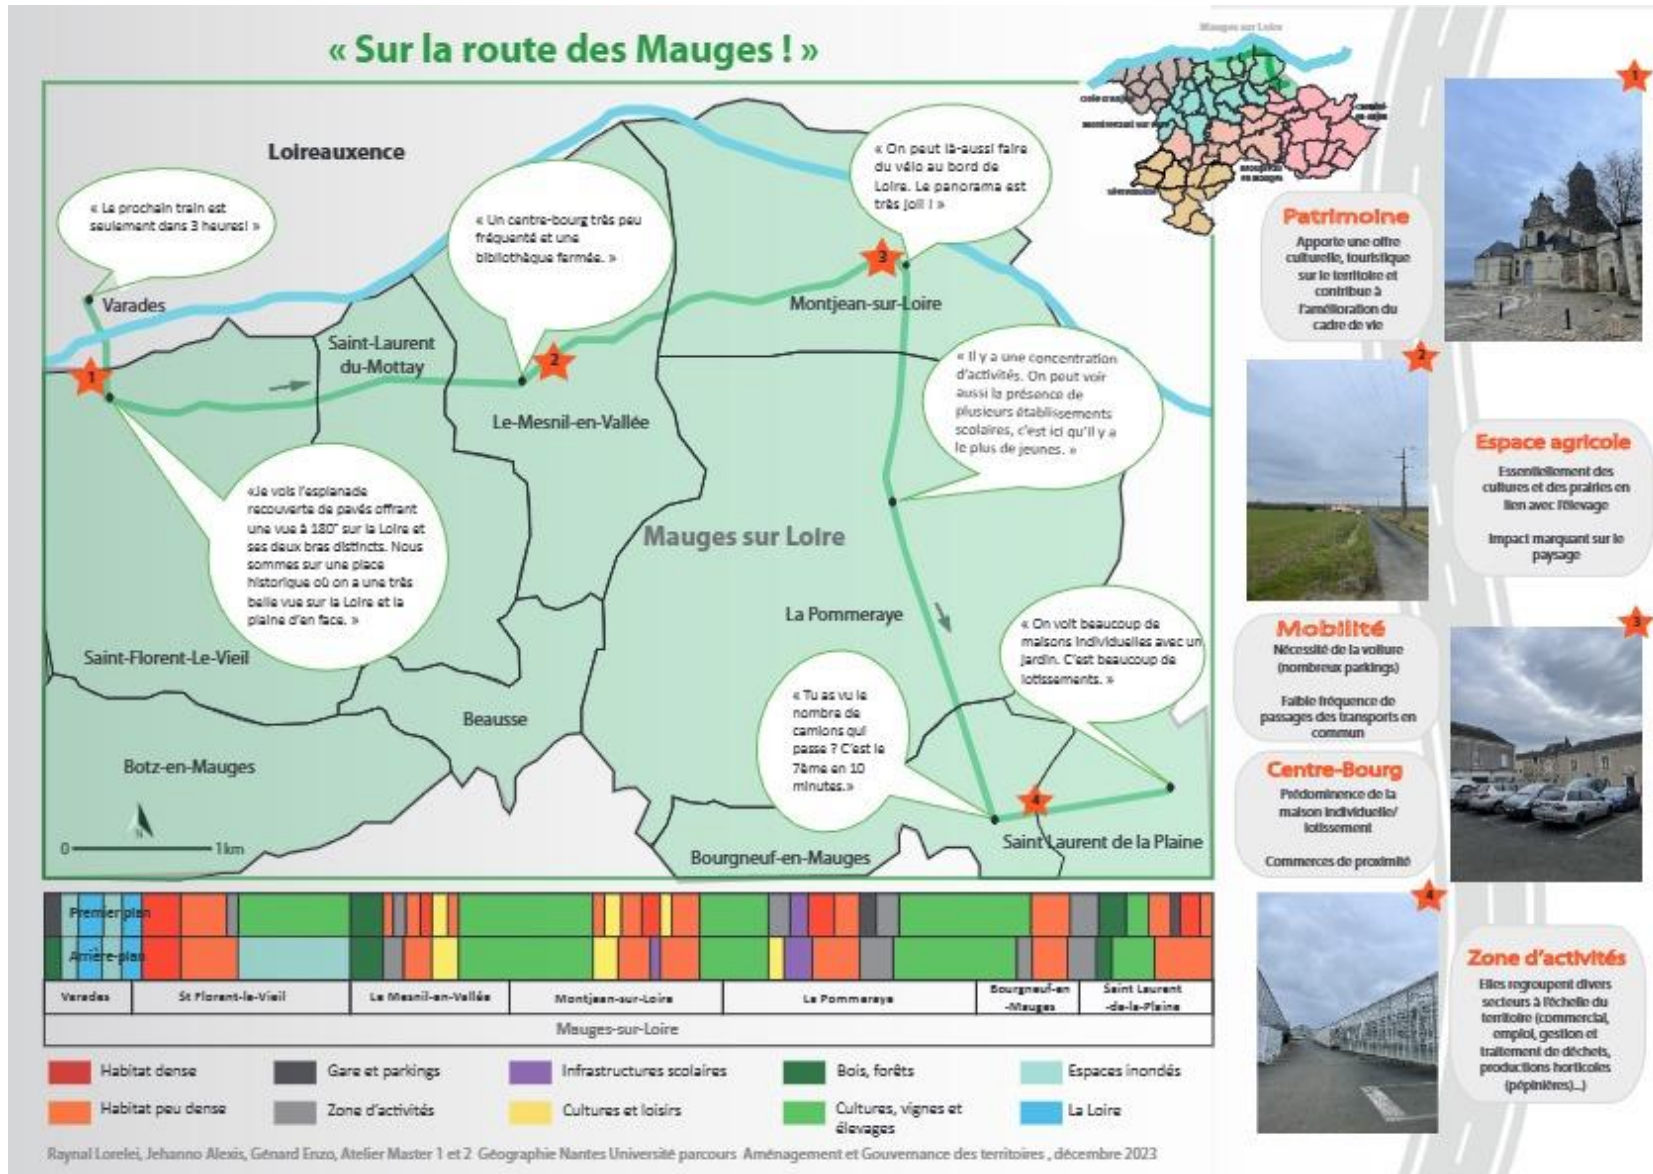 « Sur la route des Mauges ! »
Mauges sur Loire
Loireauxence
« Le prochain train est
seulement dans 3 heures! »
Varades
« Un centre-bourg très peu
fréquenté et une
bibliothèque fermée. »
« On peut là-aussi faire
du vélo au bord de
Loire. Le panorama est
très joli ! »
3
Montjean-sur-Loire
Saint-Laurent
du-Mottay
1
2
Le-Mesnil-en-Vallée
« Il y a une concentration
d'activités. On peut voir
aussi la présence de
plusieurs établissements
scolaires, c'est ici qu'il y a
le plus de jeunes. »
«Je vois l'esplanade
recouverte de pavés offrant
une vue à 180° sur la Loire et
ses deux bras distincts. Nous
sommes sur une place
historique où on a une très
belle vue sur la Loire et la
plaine d'en face. »
Mauges sur Loire
La Pommeraye
« On voit beaucoup de
maisons individuelles avec un
jardin. C'est beaucoup de
lotissements. »
Saint-Florent-Le-Vieil
« Tu as vu le
nombre de
camions qui
passe ? C'est le
7ème en 10
minutes.»
Beausse
Botz-en-Mauges
4
Saint Laurent de la Plaine
Bourgneuf-en-Mauges
N
0
1km
Premier plan
Arrière-plan
Varades
St Florent-le-Vieil
Le Mesnil-en-Vallée
Montjean-sur-Loire
La Pommeraye
Bourgneuf-en
-Mauges
Saint Laurent
-de-la-Plaine
Mauges-sur-Loire
Habitat dense
Gare et parkings
Infrastructures scolaires
Bois, forêts
Espaces inondés
Habitat peu dense
Zone d'activités
Cultures et loisirs
Cultures, vignes et
élevages
La Loire
Raynal Lorelei, Jehanno Alexis, Génard Enzo, Atelier Master 1 et 2 Géographie Nantes Université parcours Aménagement et Gouvernance des territoires , décembre 2023
1
Patrimoine
Apporte une offre
culturelle, touristique
sur le territoire et
contribue à
l'amélioration du
cadre de vie
2
Espace agricole
Essentiellement des
cultures et des prairies en
lien avec l'élevage
Impact marquant sur le
paysage
3
Mobilité
Nécessité de la voiture
(nombreux parkings)
Faible fréquence de
passages des transports en
commun
Centre-Bourg
Prédominence de la
maison individuelle/
lotissement
Commerces de proximité
4
Zone d'activités
Elles regroupent divers
secteurs à l'échelle du
territoire (commercial,
emploi, gestion et
traitement de déchets,
productions horticoles
(pépinières)...)